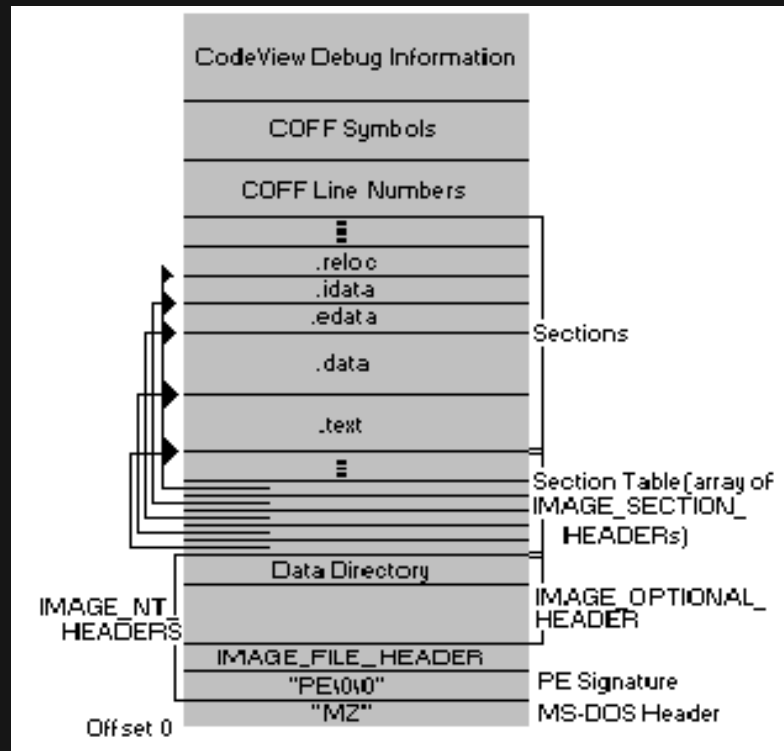 CodeView Debug Information
COFF Symbols
COFF Line Numbers
.reloc
.idata
.edata
.data
.text
Sections
Section Table(array of
IMAGE_SECTION_
HEADERs)
Data Directory
IMAGE_NT_
HEADERS
IMAGE_OPTIONAL_
HEADER
IMAGE_FILE_HEADER
"PE\0\0"
PE Signature
"MZ"
MS-DOS Header
Offset 0